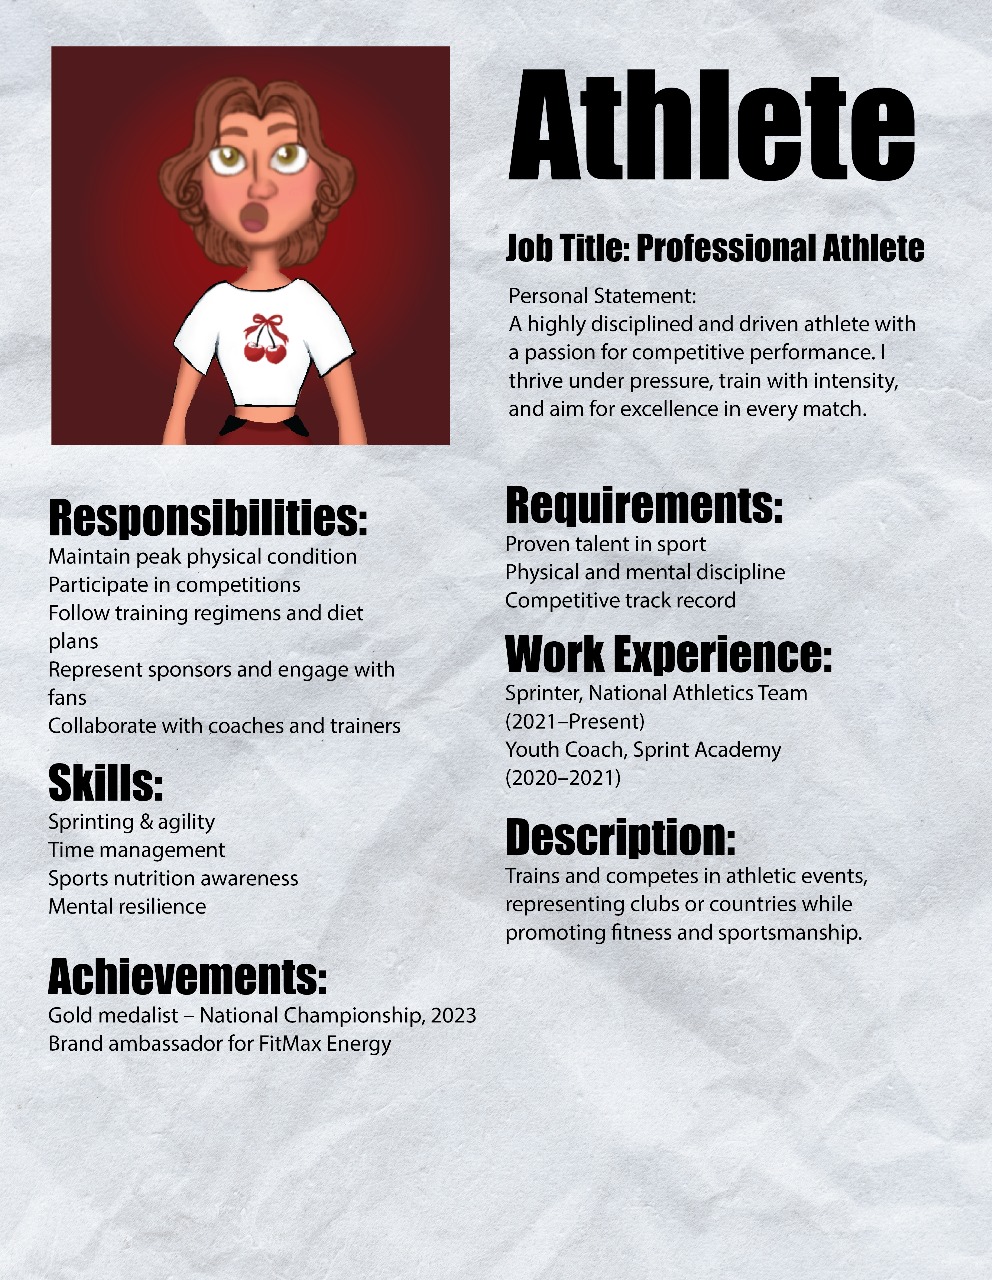 Athlete
Job Title: Professional Athlete
Personal Statement:
A highly disciplined and driven athlete with
a passion for competitive performance. I
thrive under pressure, train with intensity,
and aim for excellence in every match.
Responsibilities:
Maintain peak physical condition
Participate in competitions
Follow training regimens and diet
plans
Represent sponsors and engage with
fans
Collaborate with coaches and trainers
Skills:
Sprinting & agility
Time management
Sports nutrition awareness
Mental resilience
Achievements:
Gold medalist – National Championship, 2023
Brand ambassador for FitMax Energy
Requirements:
Proven talent in sport
Physical and mental discipline
Competitive track record
Work Experience:
Sprinter, National Athletics Team
(2021–Present)
Youth Coach, Sprint Academy
(2020–2021)
Description:
Trains and competes in athletic events,
representing clubs or countries while
promoting fitness and sportsmanship.